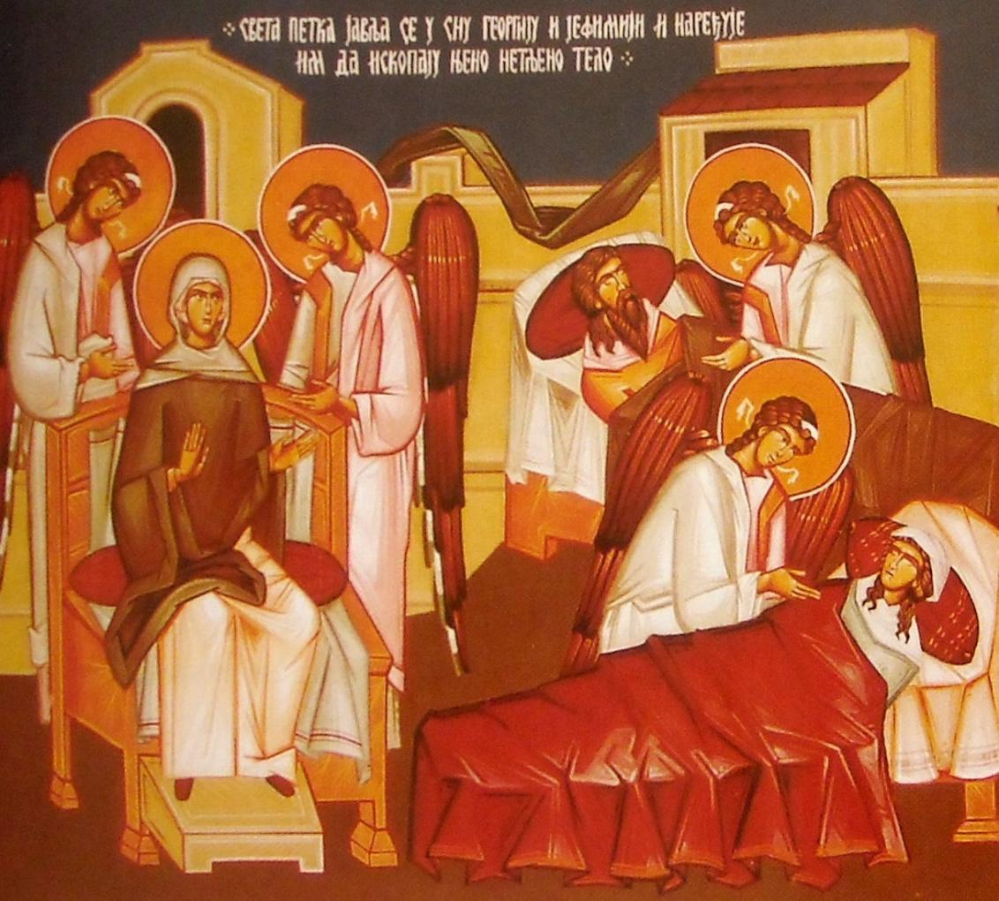 СВЕТА ПЕТКА ЈАВЉА СЕ У СНУ ГЕОРГИЈУ И ЈЕФИМИЈИ И НАРЕЂУЈЕ
ИМ ДА ИСКОПАЈУ ЊЕНО НЕТЉЕНО ТЕЛО